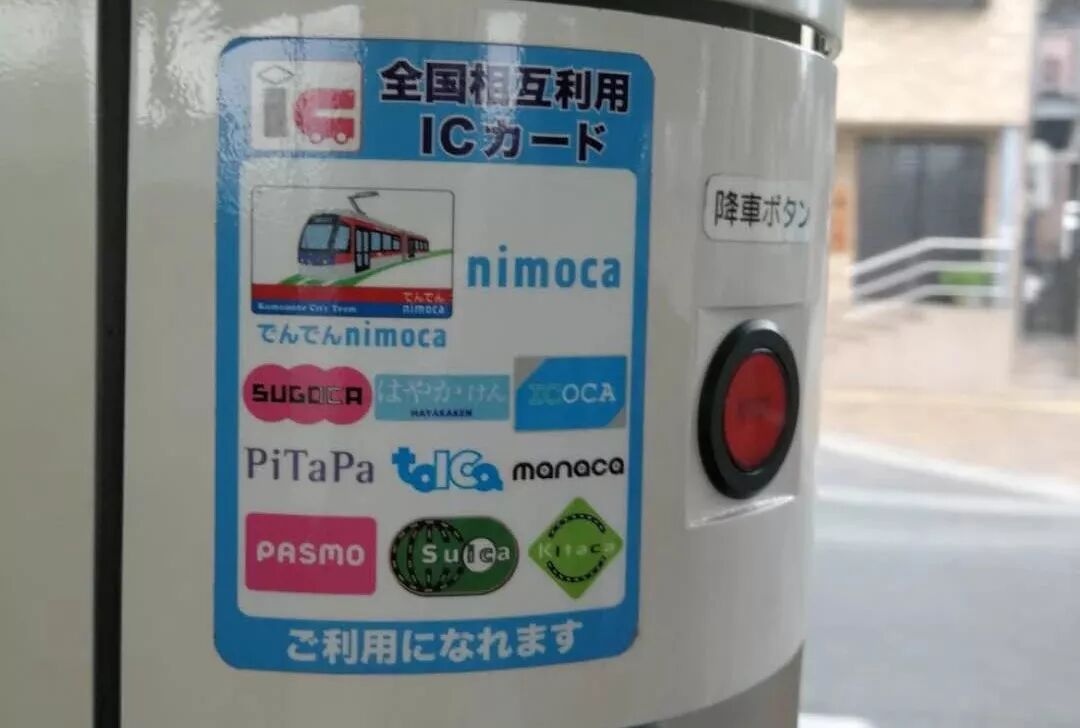 全国相互利用
ICカード
nimoca
Kumamoto City Tram
でんでん
nimoca
でんでんnimoca
SUGOCA
はやかけん
HAYAKAKEN
ICOCA
PiTaPa
toICa
manaca
PASMO
Suica
Kitaca
ご利用になれます
降車ボタン